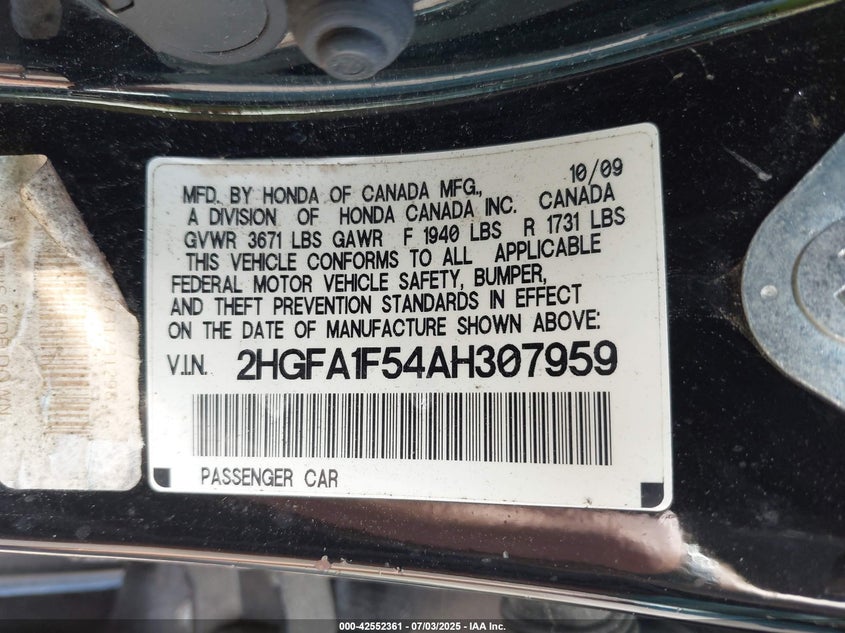 10/09
MFD. BY HONDA OF CANADA MFG.,
A DIVISION OF HONDA CANADA INC. CANADA
GVWR 3671 LBS GAWR F 1940 LBS R 1731 LBS
THIS VEHICLE CONFORMS TO ALL APPLICABLE
FEDERAL MOTOR VEHICLE SAFETY, BUMPER,
AND THEFT PREVENTION STANDARDS IN EFFECT
ON THE DATE OF MANUFACTURE SHOWN ABOVE:
V.I.N. 2HGFA1F54AH307959
PASSENGER CAR
000-42552361 - 07/03/2025 - IAA Inc.